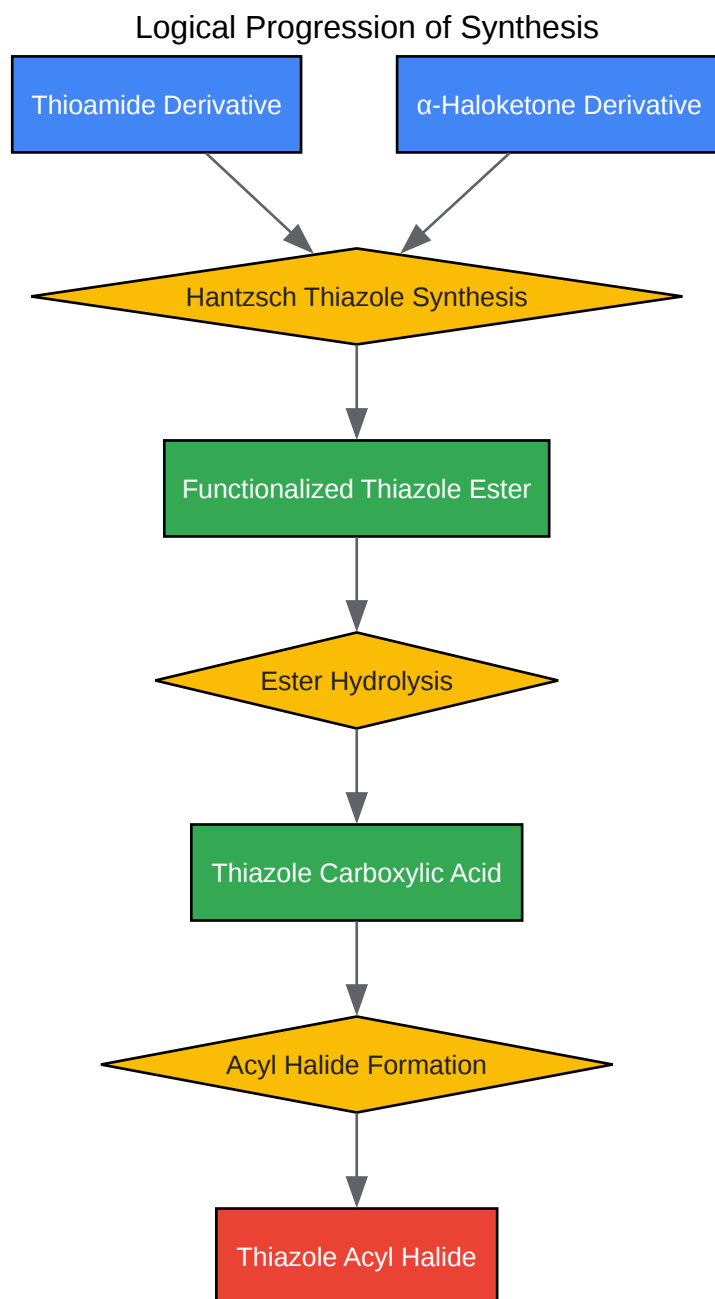 Logical Progression of Synthesis
Thioamide Derivative
α-Haloketone Derivative
Hantzsch Thiazole Synthesis
Functionalized Thiazole Ester
Ester Hydrolysis
Thiazole Carboxylic Acid
Acyl Halide Formation
Thiazole Acyl Halide